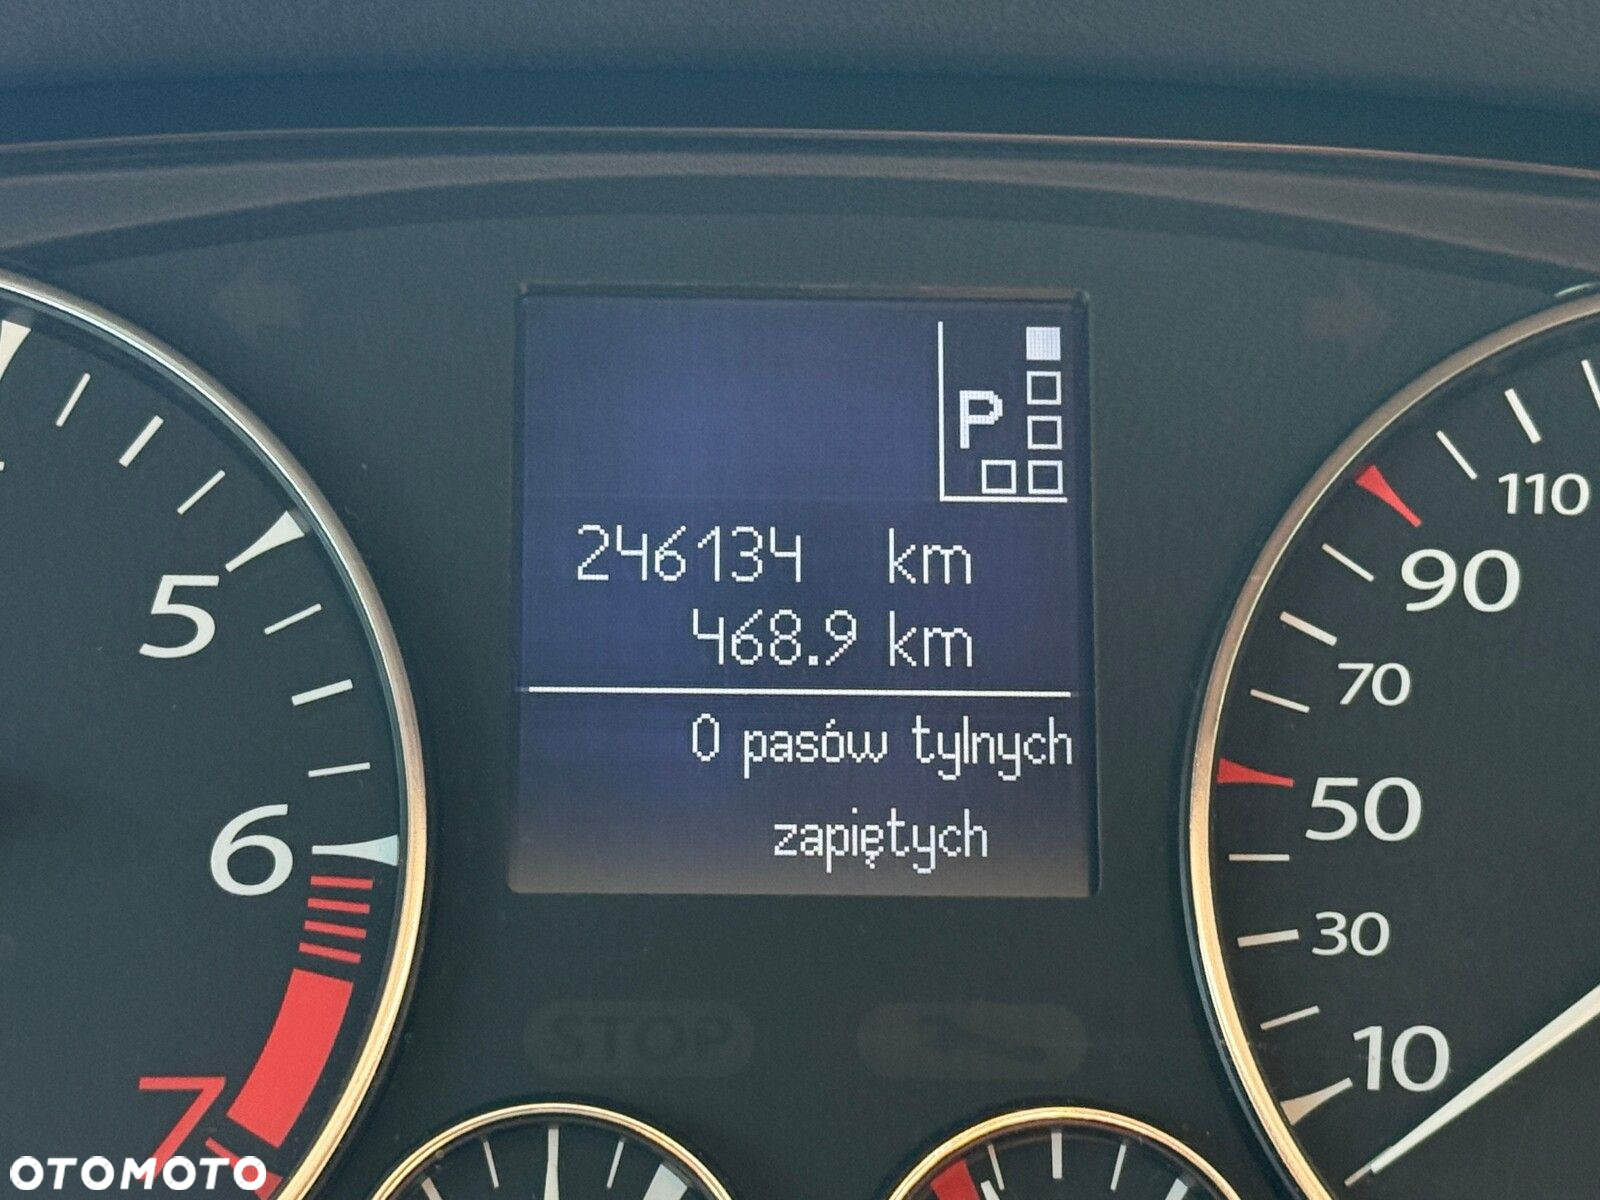 P
246134 km
468.9 km
0 pasów tylnych
zapiętych
5
6
7
110
90
70
50
30
10
STOP
OTOMOTO